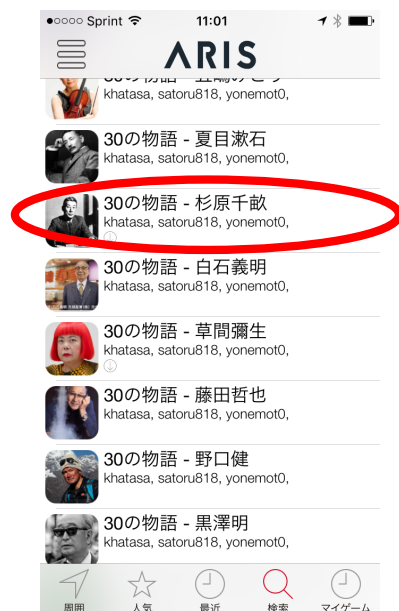 Sprint 11:01
ARIS
khatasa, satoru818, yonemot0,
30の物語 - 夏目漱石
khatasa, satoru818, yonemot0,
30の物語 - 杉原千畝
khatasa, satoru818, yonemot0,
30の物語 - 白石義明
khatasa, satoru818, yonemot0,
30の物語 - 草間彌生
khatasa, satoru818, yonemot0,
30の物語 - 藤田哲也
khatasa, satoru818, yonemot0,
30の物語 - 野口健
khatasa, satoru818, yonemot0,
30の物語 - 黒澤明
khatasa, satoru818, yonemot0,
周囲 人気 最近 検索 マイゲーム